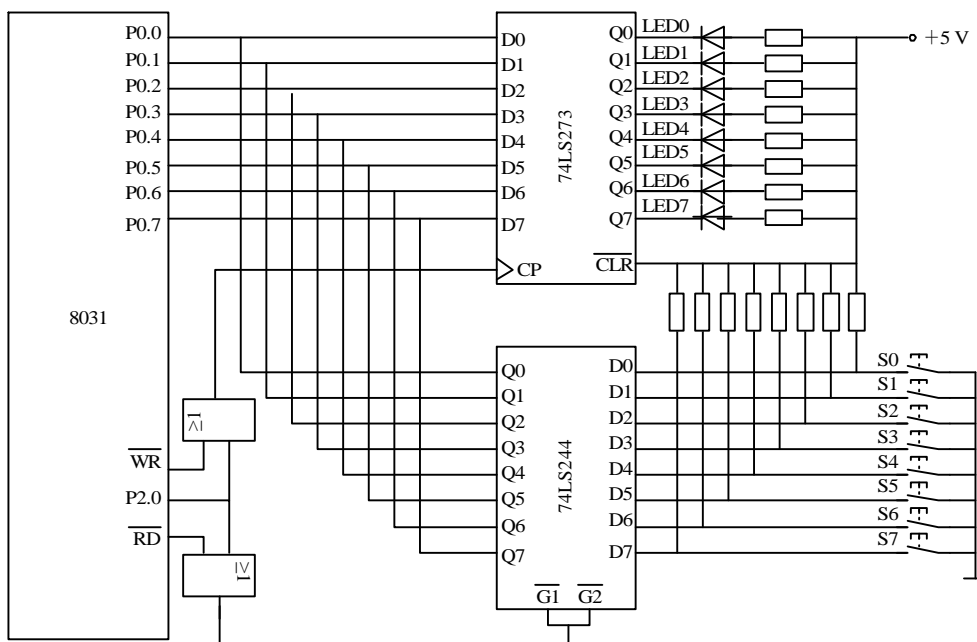 P0.0
P0.1
P0.2
P0.3
P0.4
P0.5
P0.6
P0.7
8031
WR
P2.0
RD
≥1
≥1
D0
D1
D2
D3
D4
D5
D6
D7
CP
74LS273
Q0
Q1
Q2
Q3
Q4
Q5
Q6
Q7
CLR
LED0
LED1
LED2
LED3
LED4
LED5
LED6
LED7
+5 V
Q0
Q1
Q2
Q3
Q4
Q5
Q6
Q7
74LS244
D0
D1
D2
D3
D4
D5
D6
D7
G1 G2
S0
S1
S2
S3
S4
S5
S6
S7